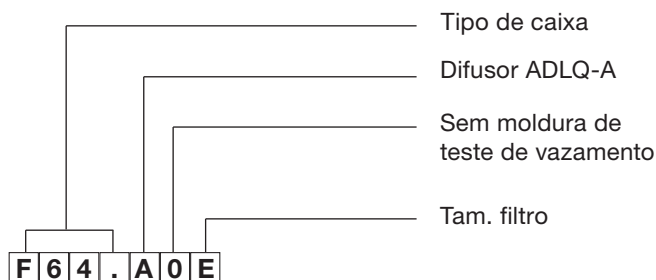 Tipo de caixa
Difusor ADLQ-A
Sem moldura de
teste de vazamento
Tam. filtro
F64.A0E